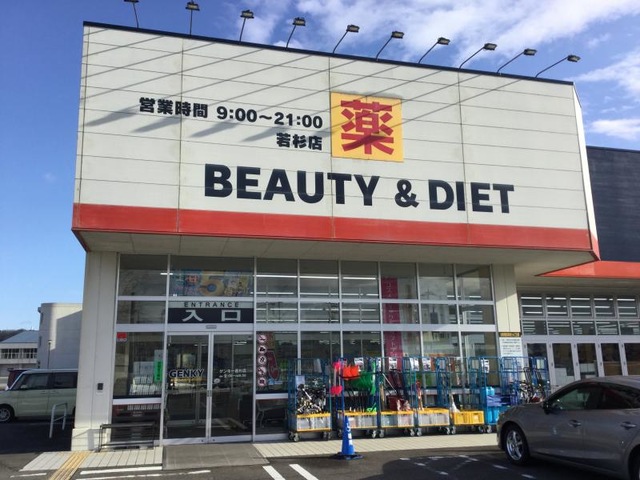 営業時間 9:00～21:00
薬
若杉店
BEAUTY & DIET
ENTRANCE
入口
GENKY